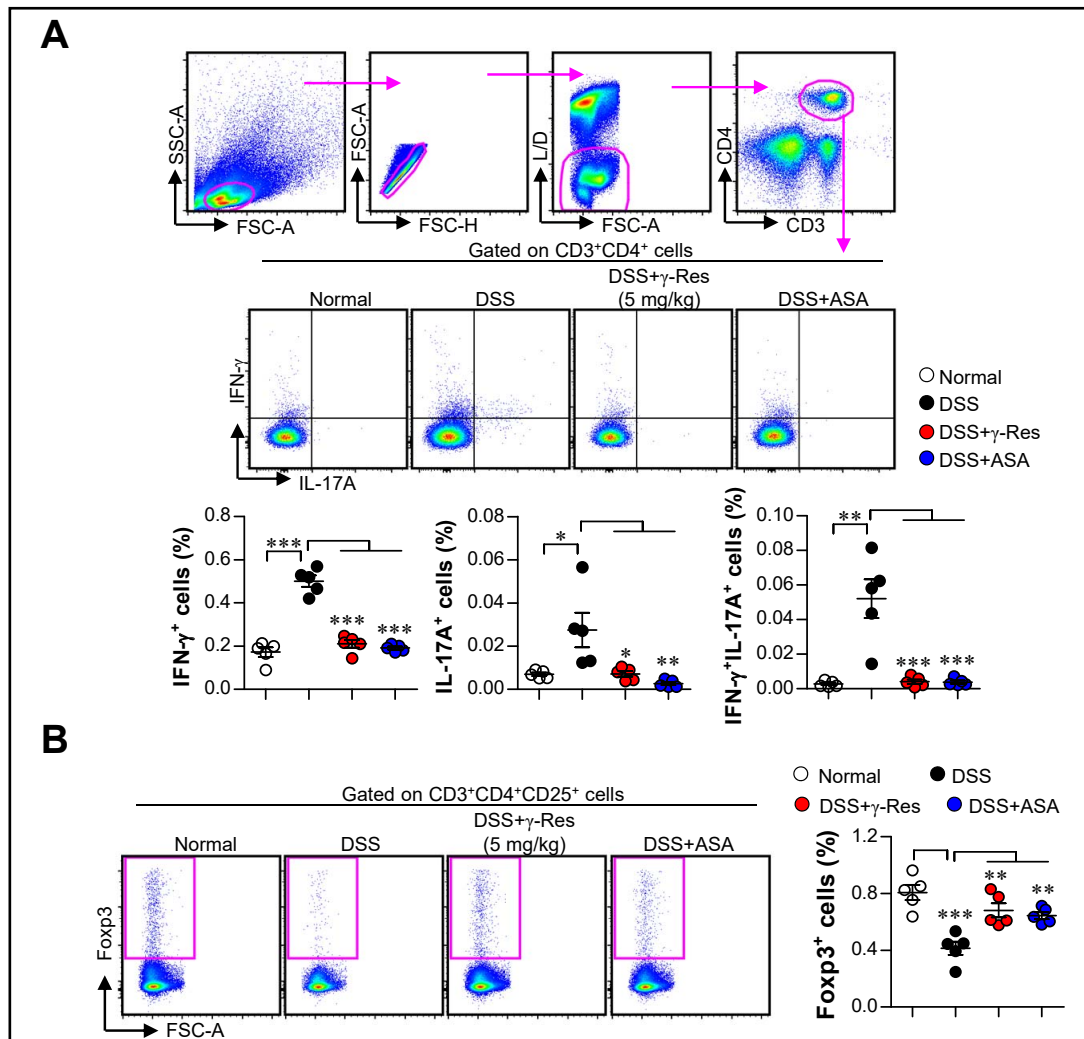 A
SSC-A
FSC-A
FSC-A
FSC-H
L/D
FSC-A
CD4
CD3
Gated on CD3⁺CD4⁺ cells
Normal
DSS
DSS+γ-Res
(5 mg/kg)
DSS+ASA
IFN-γ
IL-17A
Normal
DSS
DSS+γ-Res
DSS+ASA
IFN-γ⁺ cells (%)
0.8
0.6
0.4
0.2
0.0
***
***
***
IL-17A⁺ cells (%)
0.08
0.06
0.04
0.02
0.00
*
*
**
IFN-γ⁺IL-17A⁺ cells (%)
0.10
0.08
0.06
0.04
0.02
0.00
**
***
***
B
Gated on CD3⁺CD4⁺CD25⁺ cells
Normal
DSS
DSS+γ-Res
(5 mg/kg)
DSS+ASA
Foxp3
FSC-A
Normal
DSS
DSS+γ-Res
DSS+ASA
Foxp3⁺ cells (%)
1.2
0.8
0.4
0.0
***
**
**